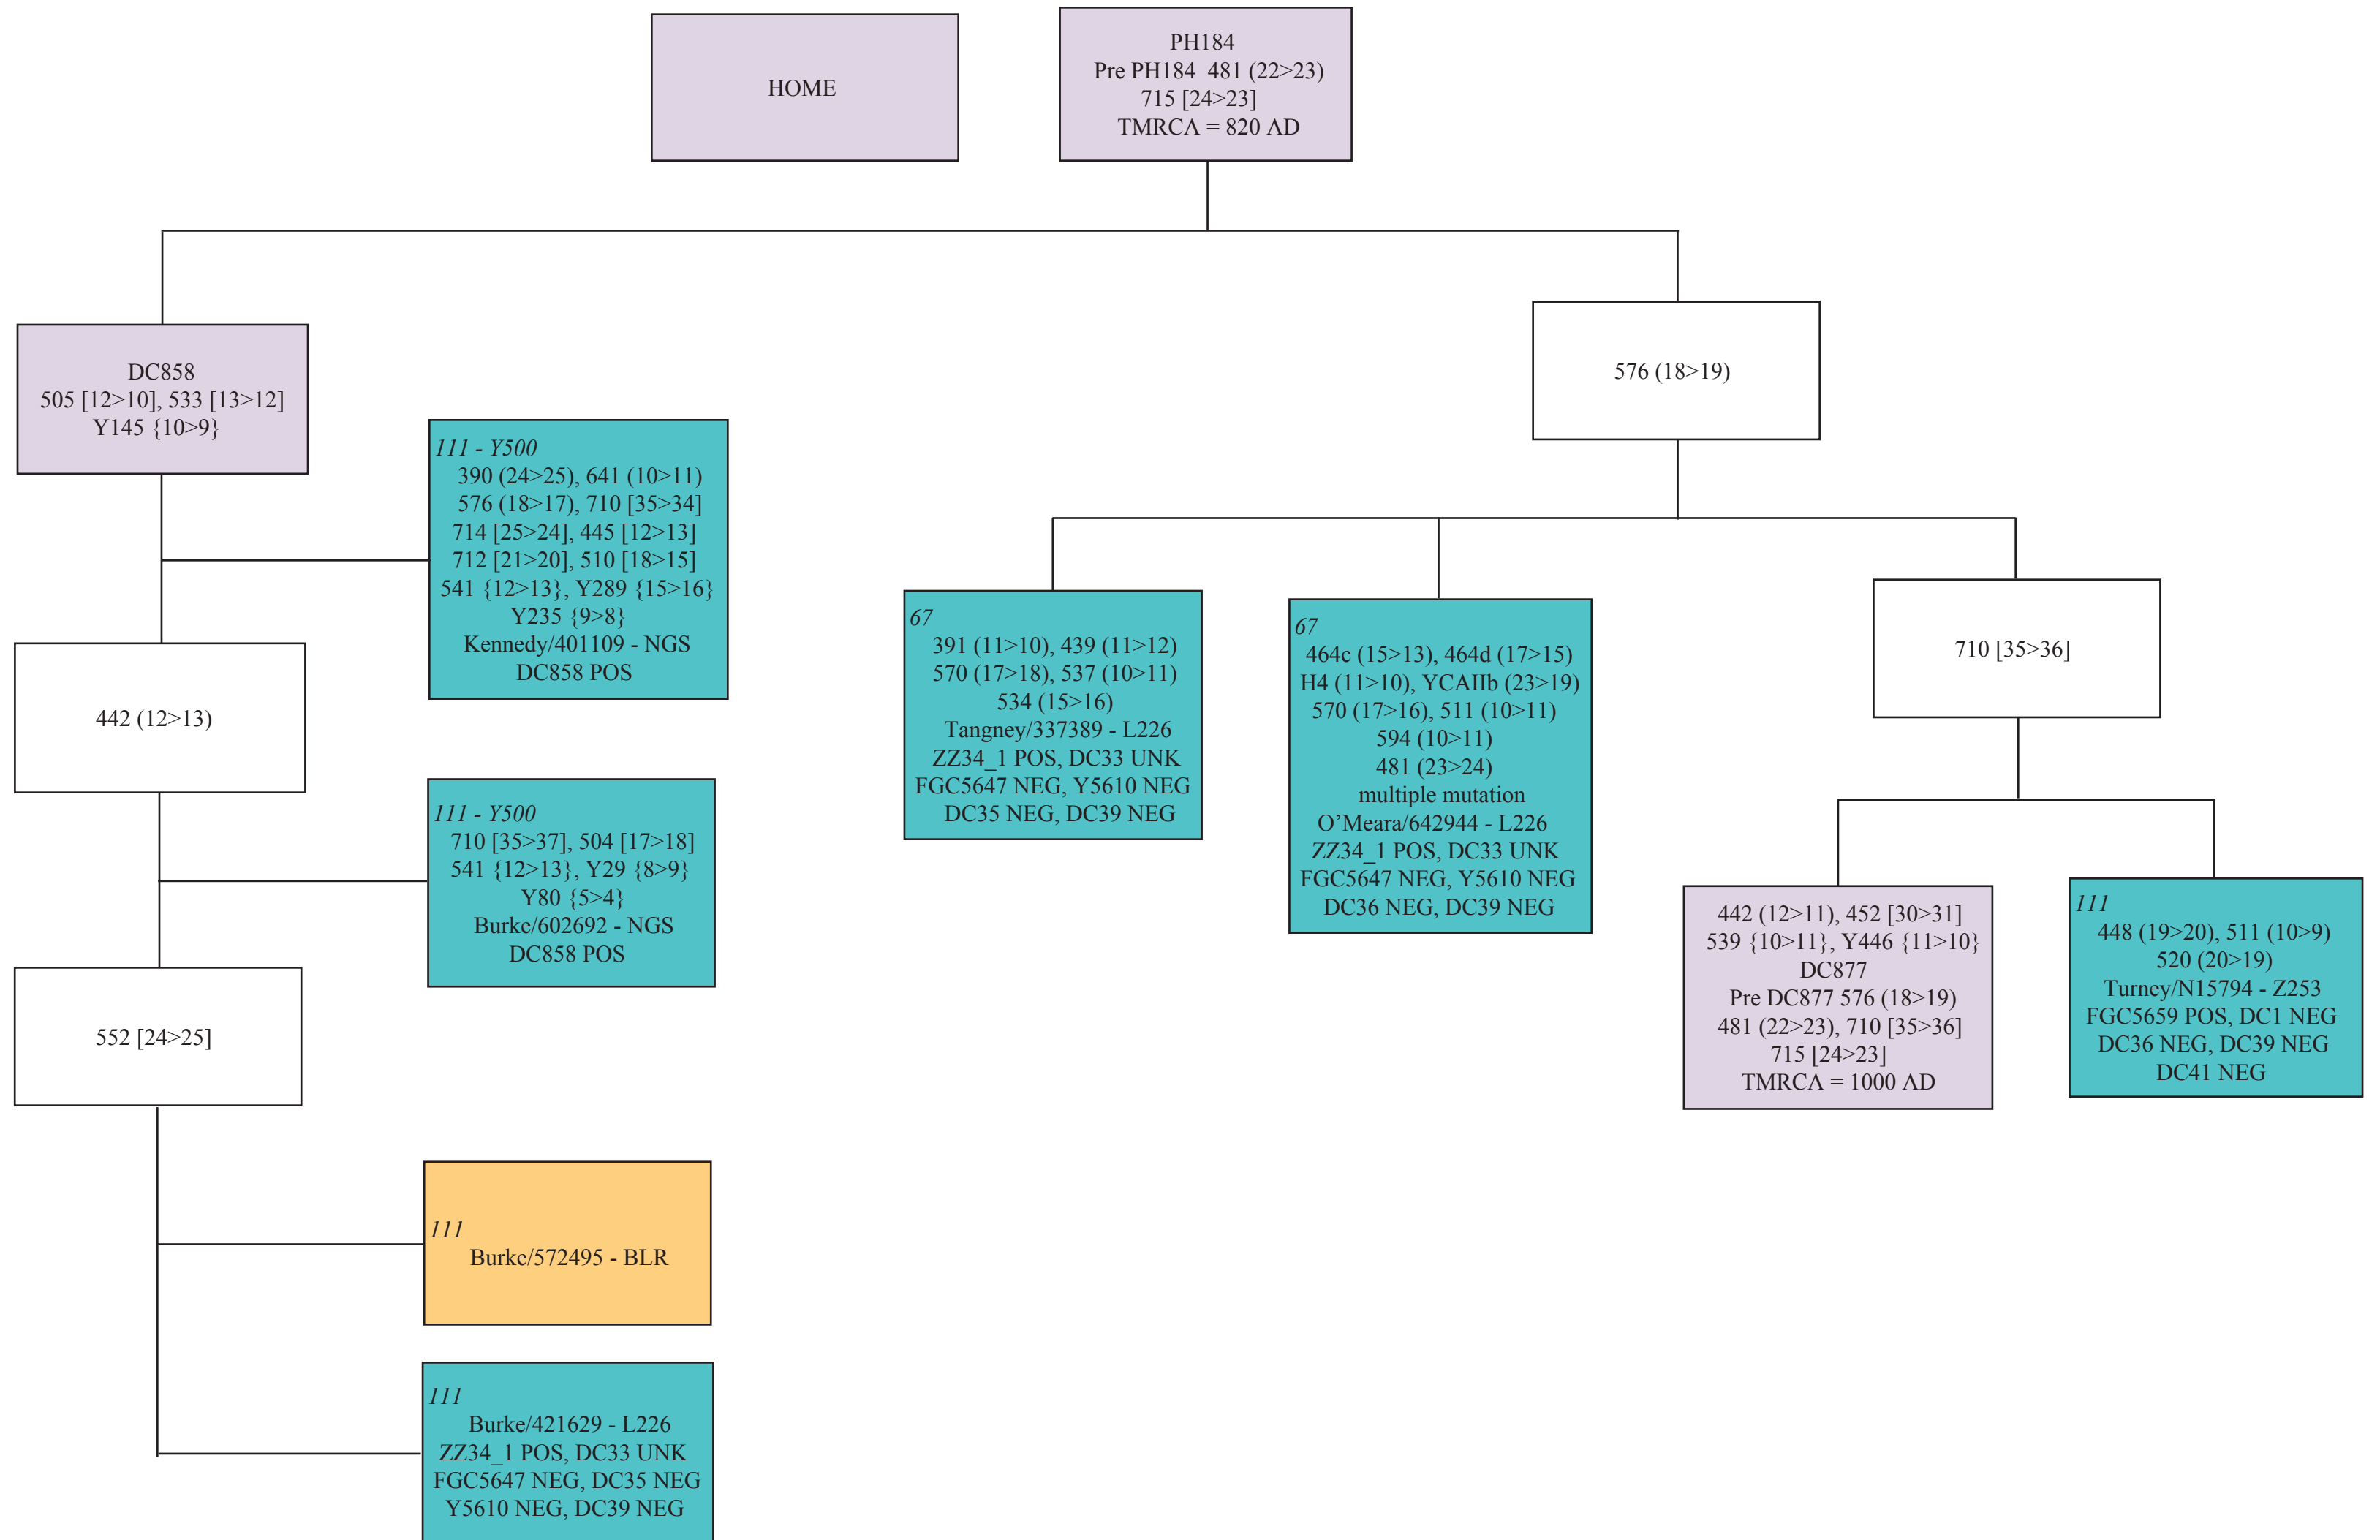 HOME
PH184
Pre PH184 481 (22>23)
715 [24>23]
TMRCA = 820 AD
DC858
505 [12>10], 533 [13>12]
Y145 {10>9}
576 (18>19)
111 - Y500
390 (24>25), 641 (10>11)
576 (18>17), 710 [35>34]
714 [25>24], 445 [12>13]
712 [21>20], 510 [18>15]
541 {12>13}, Y289 {15>16}
Y235 {9>8}
Kennedy/401109 - NGS
DC858 POS
442 (12>13)
67
391 (11>10), 439 (11>12)
570 (17>18), 537 (10>11)
534 (15>16)
Tangney/337389 - L226
ZZ34_1 POS, DC33 UNK
FGC5647 NEG, Y5610 NEG
DC35 NEG, DC39 NEG
67
464c (15>13), 464d (17>15)
H4 (11>10), YCAIIb (23>19)
570 (17>16), 511 (10>11)
594 (10>11)
481 (23>24)
multiple mutation
O’Meara/642944 - L226
ZZ34_1 POS, DC33 UNK
FGC5647 NEG, Y5610 NEG
DC36 NEG, DC39 NEG
710 [35>36]
111 - Y500
710 [35>37], 504 [17>18]
541 {12>13}, Y29 {8>9}
Y80 {5>4}
Burke/602692 - NGS
DC858 POS
442 (12>11), 452 [30>31]
539 {10>11}, Y446 {11>10}
DC877
Pre DC877 576 (18>19)
481 (22>23), 710 [35>36]
715 [24>23]
TMRCA = 1000 AD
111
448 (19>20), 511 (10>9)
520 (20>19)
Turney/N15794 - Z253
FGC5659 POS, DC1 NEG
DC36 NEG, DC39 NEG
DC41 NEG
552 [24>25]
111
Burke/572495 - BLR
111
Burke/421629 - L226
ZZ34_1 POS, DC33 UNK
FGC5647 NEG, DC35 NEG
Y5610 NEG, DC39 NEG